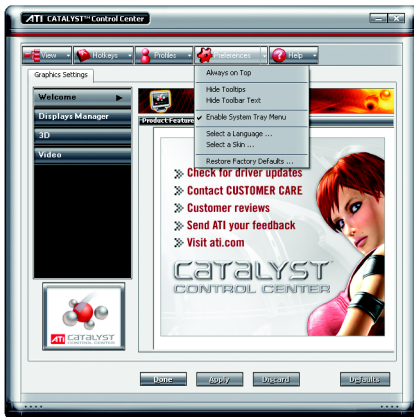 ATI CATALYST™ Control Center
View
Hotkeys
Profiles
Preferences
Help
Graphics Settings
Always on Top
Hide Tooltips
Hide Toolbar Text
Enable System Tray Menu
Select a Language ...
Select a Skin ...
Restore Factory Defaults ...
Welcome
Displays Manager
3D
Video
Product Feature
Check for driver updates
Contact CUSTOMER CARE
Customer reviews
Send ATI your feedback
Visit ati.com
CATALYST
CONTROL CENTER
ATI CATALYST
CONTROL CENTER
Done
Apply
Discard
Defaults